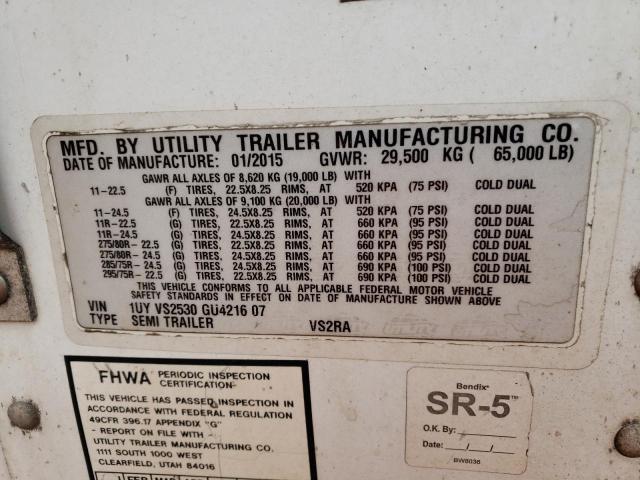 MFD. BY UTILITY TRAILER MANUFACTURING CO.
DATE OF MANUFACTURE: 01/2015 GVWR: 29,500 KG ( 65,000 LB)
GAWR ALL AXLES OF 8,620 KG (19,000 LB) WITH
11-22.5 (F) TIRES, 22.5X8.25 RIMS, AT 520 KPA (75 PSI) COLD DUAL
GAWR ALL AXLES OF 9,100 KG (20,000 LB) WITH
11-24.5 (F) TIRES, 24.5X8.25 RIMS, AT 520 KPA (75 PSI) COLD DUAL
11R-22.5 (G) TIRES, 22.5X8.25 RIMS, AT 660 KPA (95 PSI) COLD DUAL
11R-24.5 (G) TIRES, 24.5X8.25 RIMS, AT 660 KPA (95 PSI) COLD DUAL
275/80R-22.5 (G) TIRES, 22.5X8.25 RIMS, AT 660 KPA (95 PSI) COLD DUAL
275/80R-24.5 (G) TIRES, 24.5X8.25 RIMS, AT 660 KPA (95 PSI) COLD DUAL
285/75R-24.5 (G) TIRES, 24.5X8.25 RIMS, AT 690 KPA (100 PSI) COLD DUAL
295/75R-22.5 (G) TIRES, 22.5X8.25 RIMS, AT 690 KPA (100 PSI) COLD DUAL
THIS VEHICLE CONFORMS TO ALL APPLICABLE FEDERAL MOTOR VEHICLE
SAFETY STANDARDS IN EFFECT ON DATE OF MANUFACTURE SHOWN ABOVE
VIN 1UY VS2530 GU4216 07
TYPE SEMI TRAILER VS2RA
FHWA PERIODIC INSPECTION
CERTIFICATION
THIS VEHICLE HAS PASSED INSPECTION IN
ACCORDANCE WITH FEDERAL REGULATION
49CFR 396.17 APPENDIX "G"
- REPORT ON FILE WITH -
UTILITY TRAILER MANUFACTURING CO.
1111 SOUTH 1000 WEST
CLEARFIELD, UTAH 84016
Bendix®
SR-5™
O.K. By:
Date: / /
BW8036